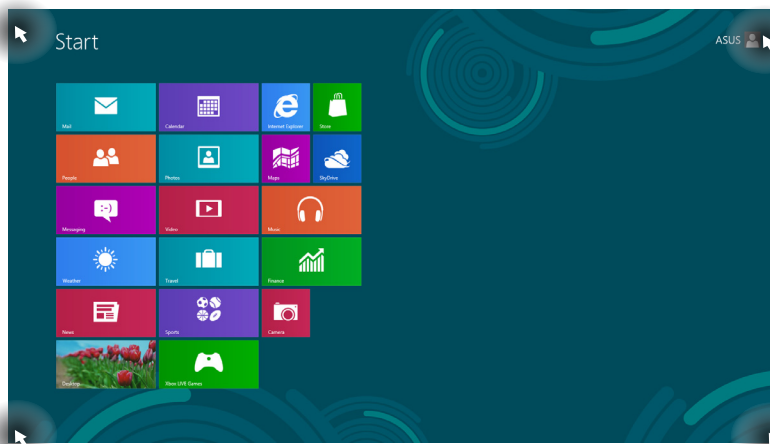 Start
ASUS
Mail
Calendar
Internet Explorer
Store
People
Photos
Maps
SkyDrive
Messaging
:-)
Video
Music
Weather
Travel
Finance
News
Sports
Camera
Desktop
Xbox LIVE Games